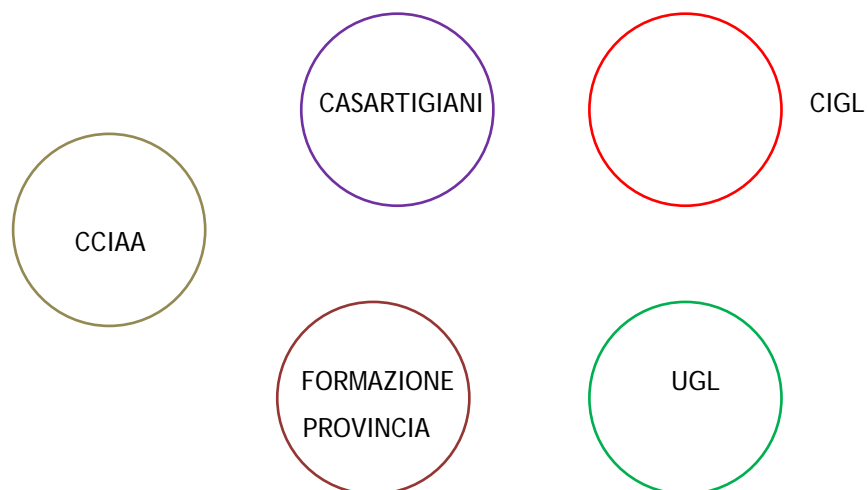 CASARTIGIANI
CIGL
CCIAA
FORMAZIONE
PROVINCIA
UGL